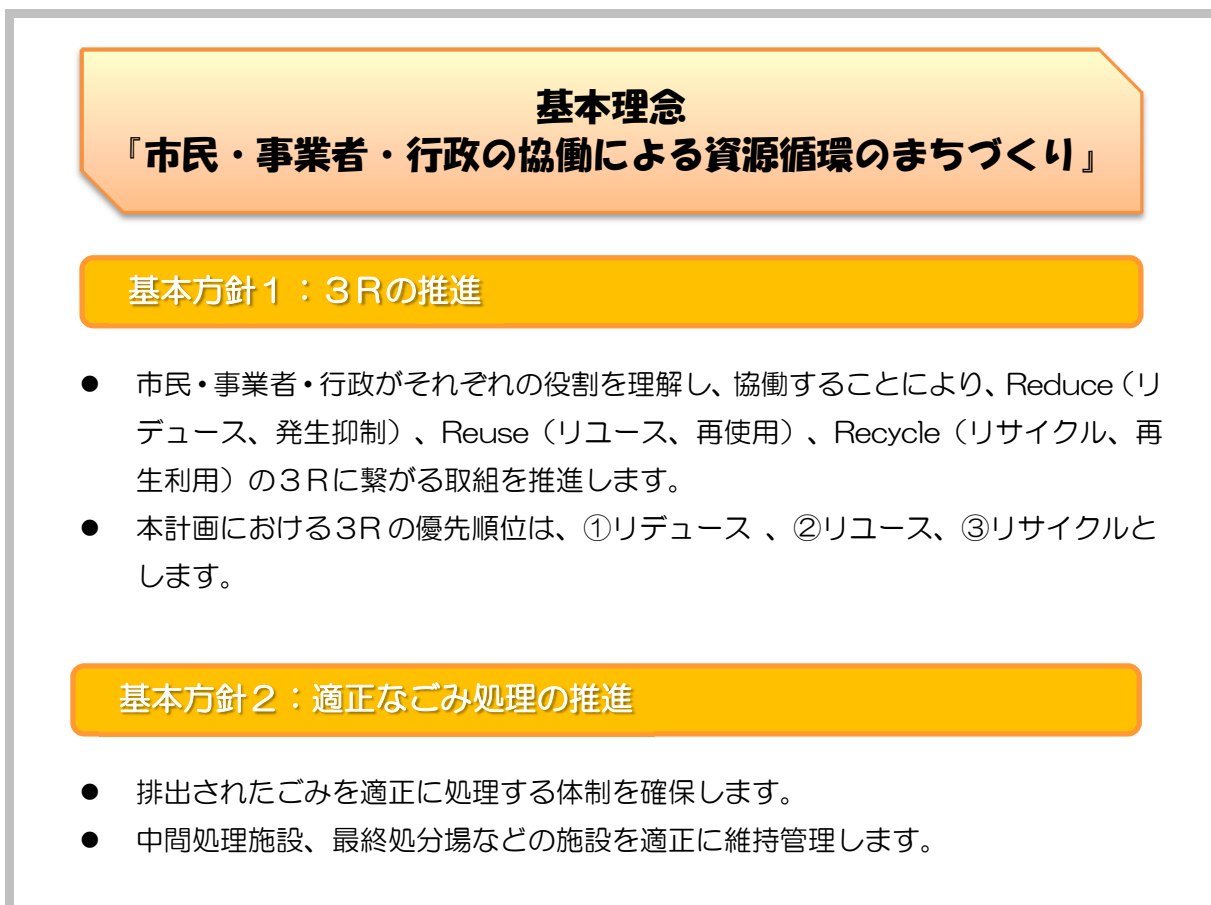 基本理念
『市民・事業者・行政の協働による資源循環のまちづくり』
基本方針１：３Rの推進
● 市民・事業者・行政がそれぞれの役割を理解し、協働することにより、Reduce（リ
デュース、発生抑制）、Reuse（リユース、再使用）、Recycle（リサイクル、再
生利用）の３Rに繋がる取組を推進します。
● 本計画における３R の優先順位は、①リデュース 、②リユース、③リサイクルと
します。
基本方針２：適正なごみ処理の推進
● 排出されたごみを適正に処理する体制を確保します。
● 中間処理施設、最終処分場などの施設を適正に維持管理します。